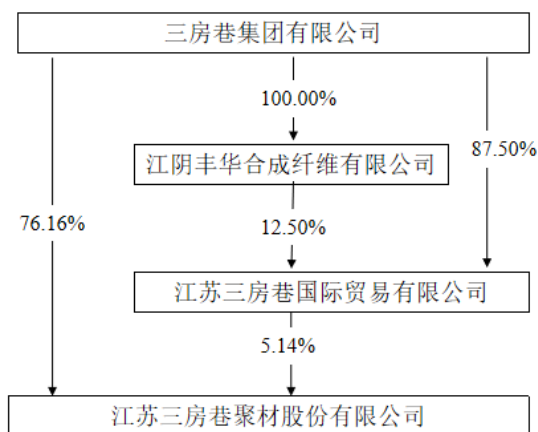 三房巷集团有限公司
100.00%
江阴丰华合成纤维有限公司
87.50%
76.16%
12.50%
江苏三房巷国际贸易有限公司
5.14%
江苏三房巷聚材股份有限公司